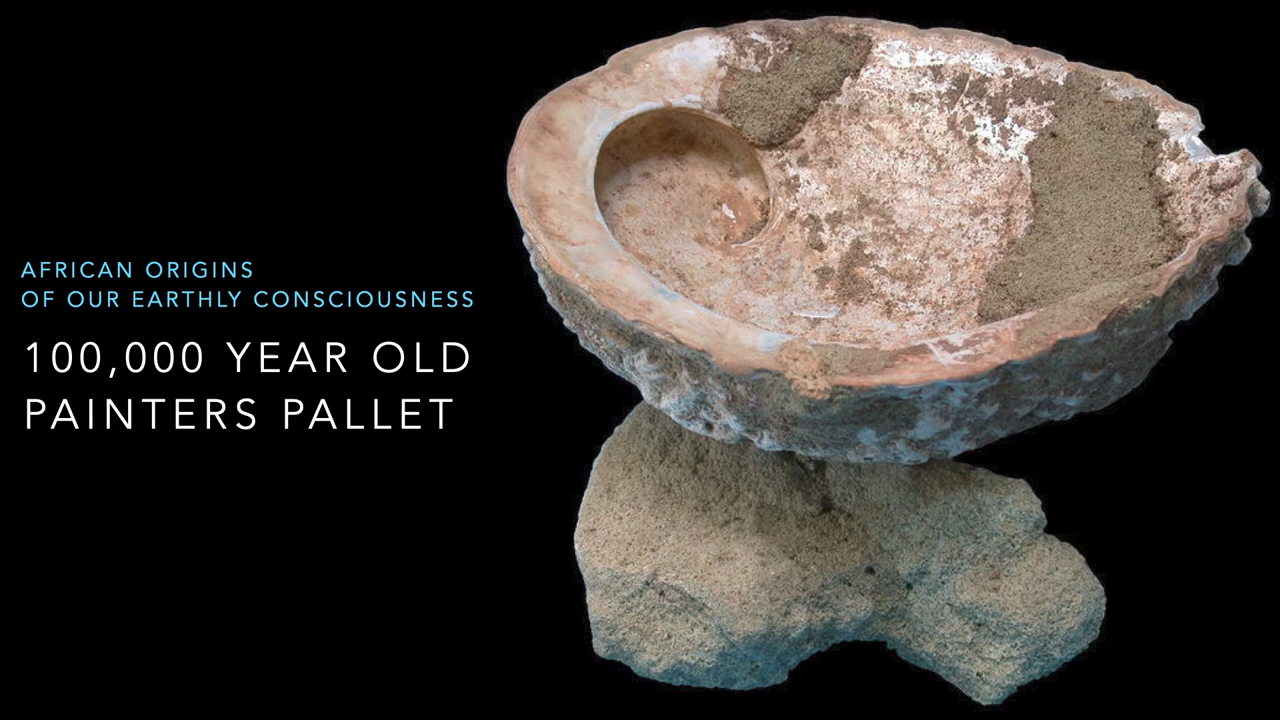 AFRICAN ORIGINS
OF OUR EARTHLY CONSCIOUSNESS
100,000 YEAR OLD
PAINTERS PALLET